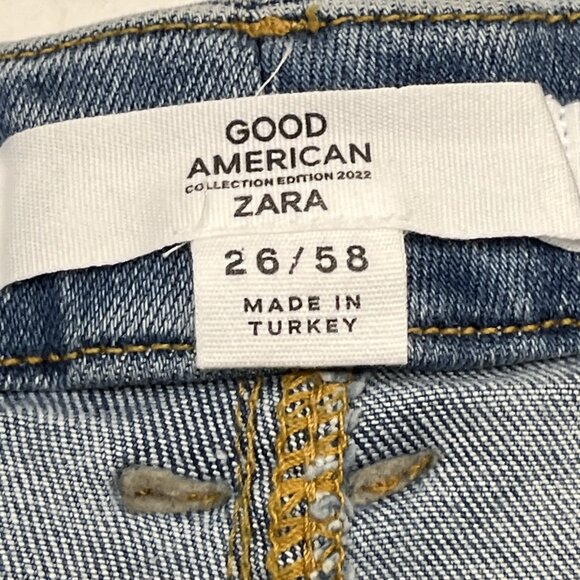 GOOD
AMERICAN
COLLECTION EDITION 2022
ZARA
26/58
MADE IN
TURKEY